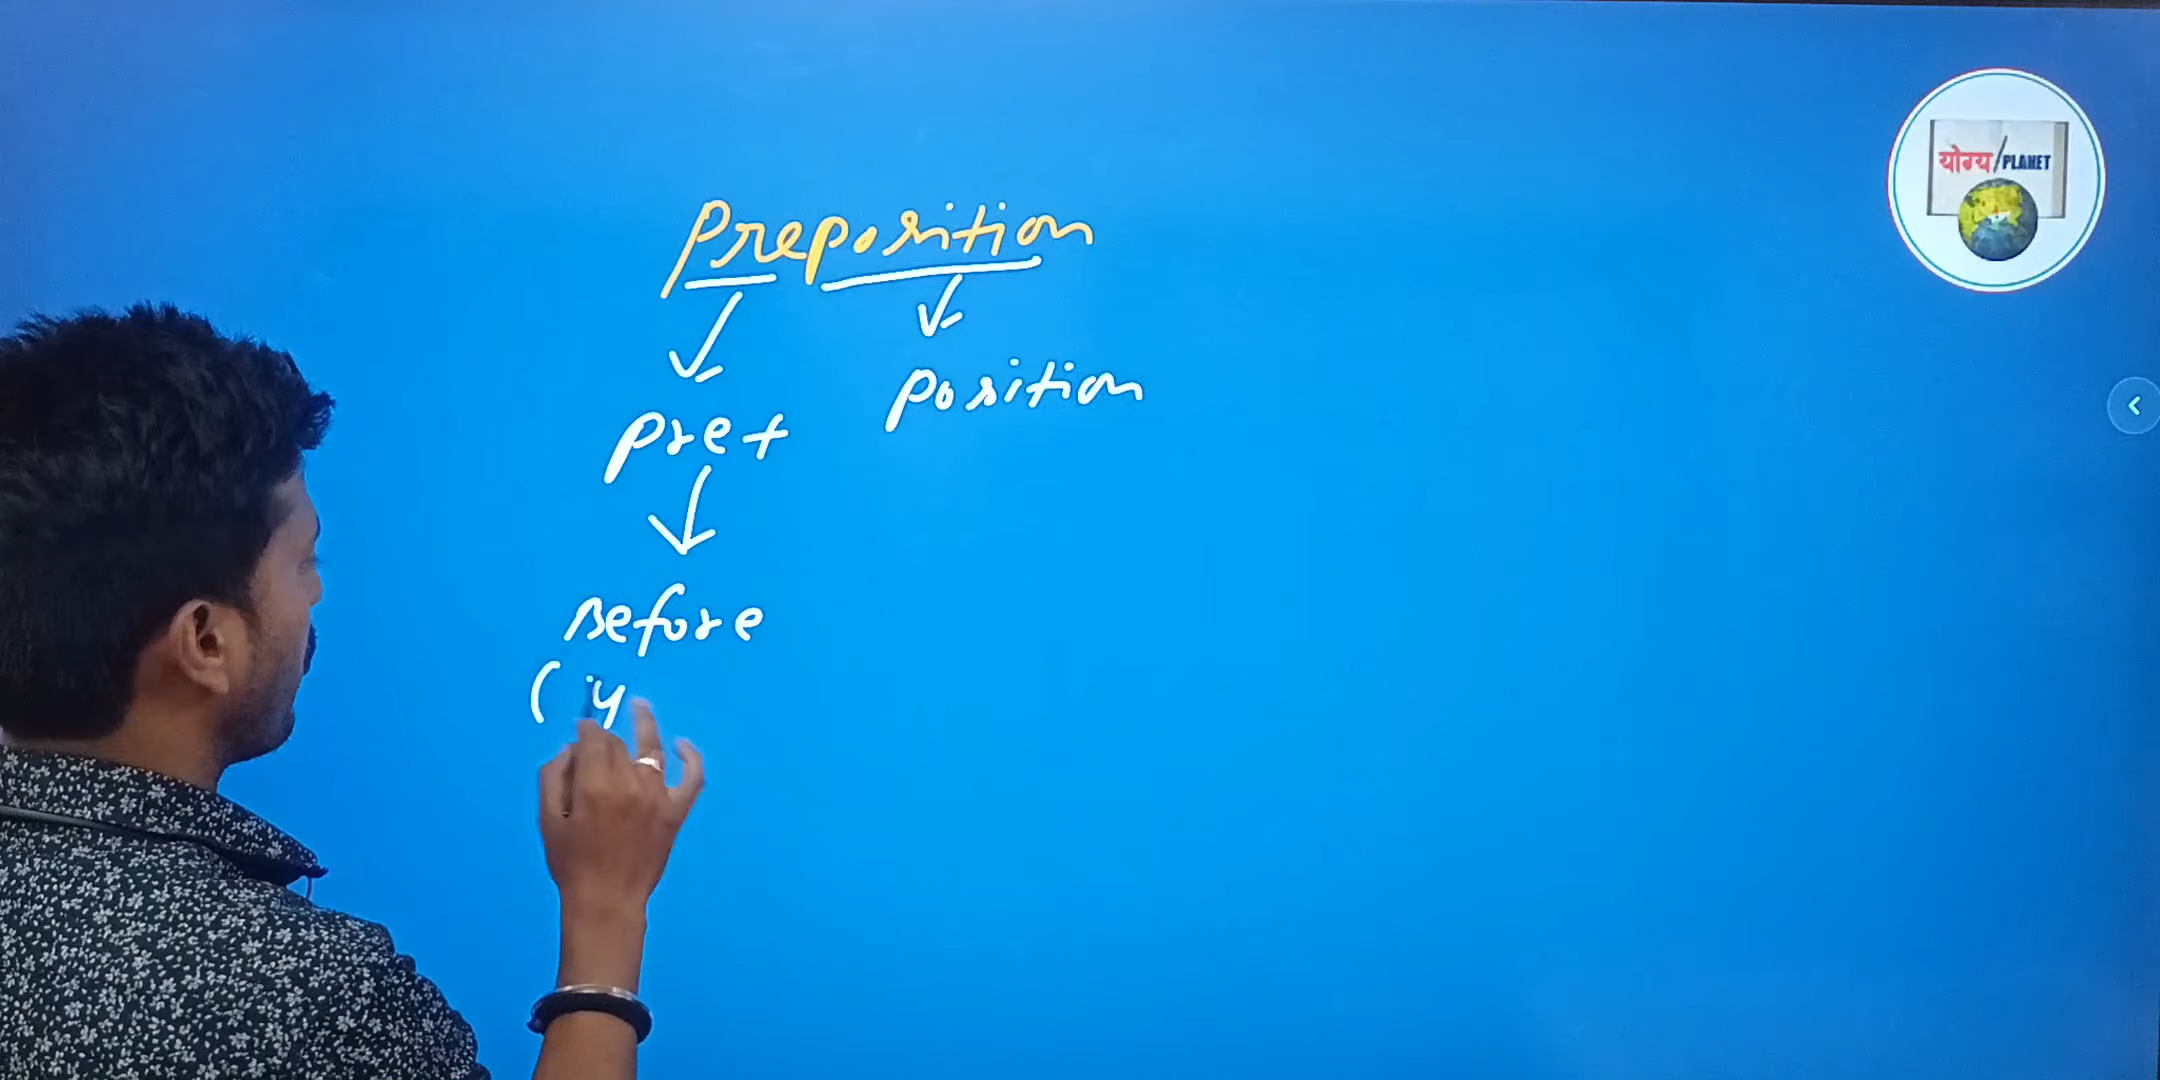 योग्य/PLANET
Preposition
Position
Pre+
Before
(